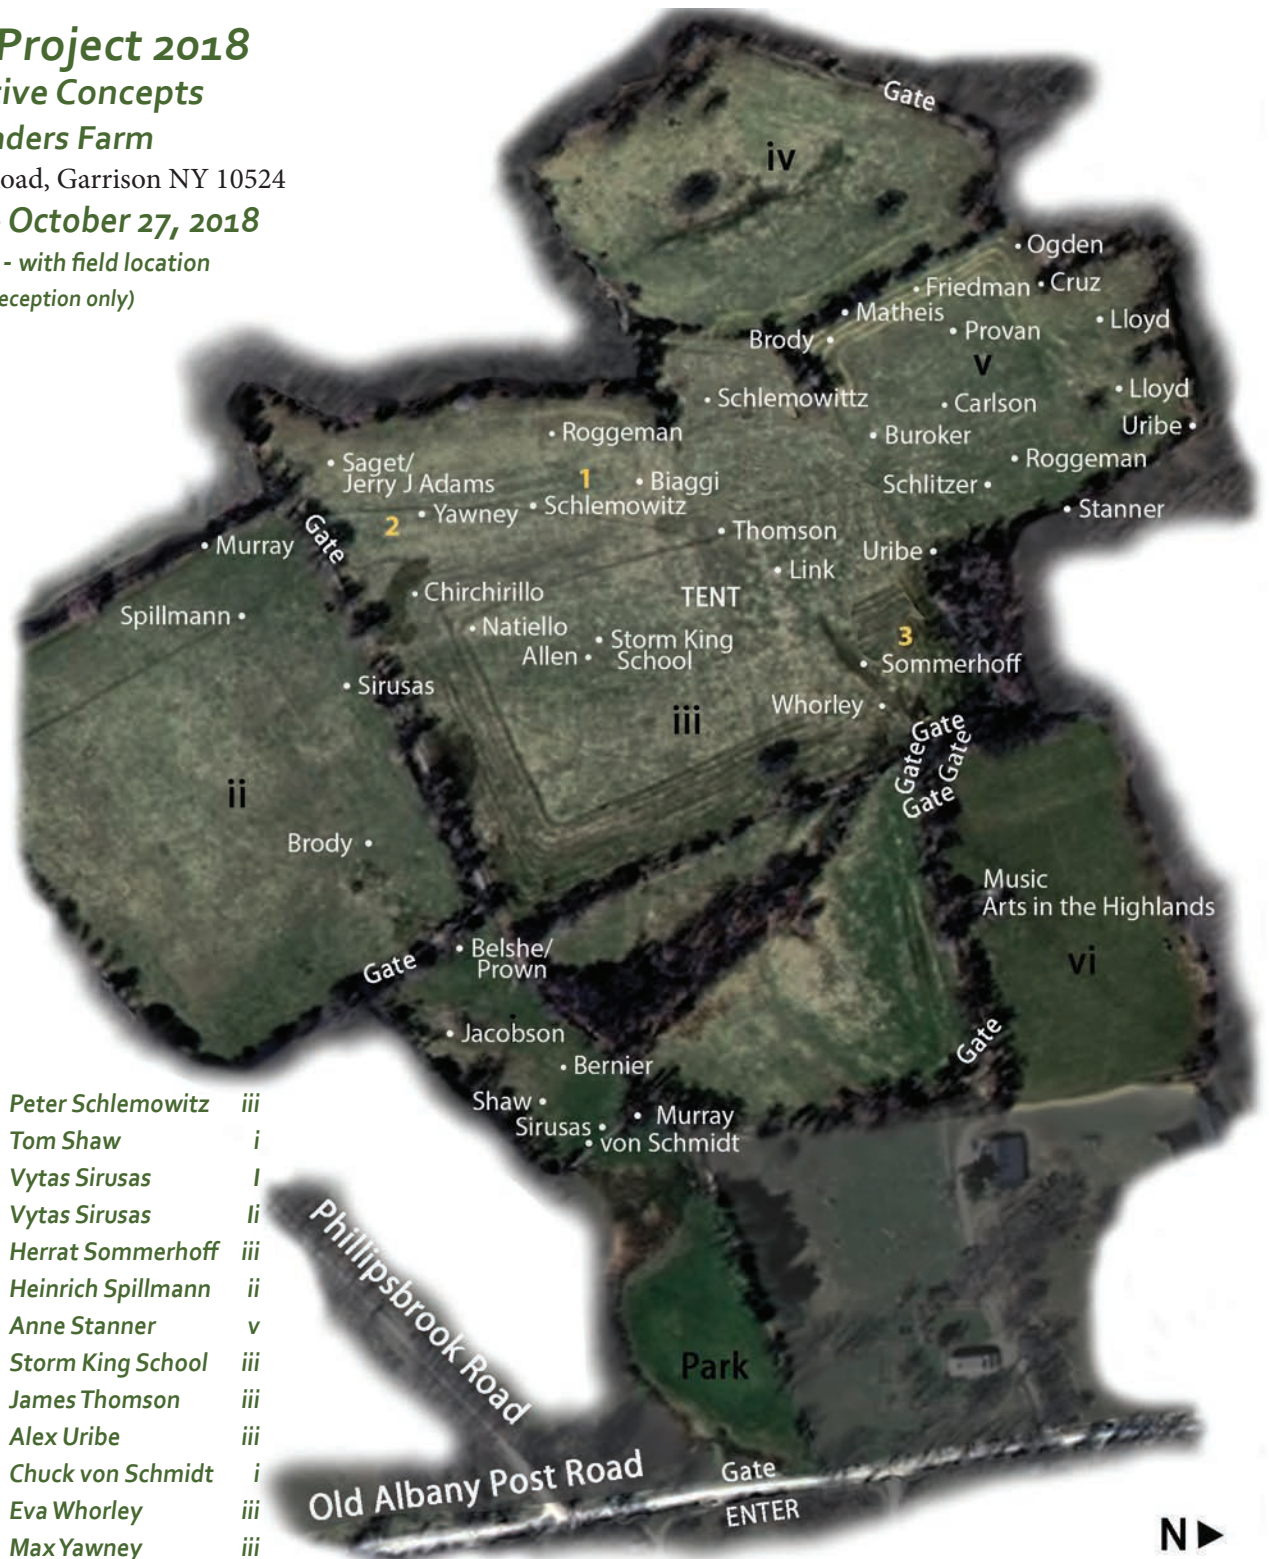 Project 2018
tive Concepts
nders Farm
oad, Garrison NY 10524
October 27, 2018
- with field location
eception only)
Gate
iv
• Ogden
• Friedman
• Cruz
• Matheis
• Lloyd
• Provan
Brody •
v
• Schlemowittz
• Lloyd
• Carlson
Uribe •
• Roggeman
• Buroker
• Saget/
Jerry J Adams
1
• Biaggi
• Roggeman
Schlitzer •
• Schlemowitz
• Yawney
2
• Stanner
Gate
• Murray
• Thomson
Uribe •
• Link
• Chirchirillo
TENT
Spillmann •
• Natiello
3
• Storm King
School
Allen •
• Sommerhoff
• Sirusas
Whorley •
iii
Gate
Gate
Gate
Gate
ii
Brody •
Music
Arts in the Highlands
• Belshe/
Prown
Gate
vi
• Jacobson
Gate
• Bernier
Shaw •
• Murray
Sirusas •
• von Schmidt
Peter Schlemowitz iii
Tom Shaw i
Vytas Sirusas I
Vytas Sirusas Ii
Herrat Sommerhoff iii
Heinrich Spillmann ii
Anne Stanner v
Storm King School iii
James Thomson iii
Alex Uribe iii
Chuck von Schmidt i
Eva Whorley iii
Max Yawney iii
Phillipsbrook Road
Park
Old Albany Post Road
Gate
ENTER
N ►